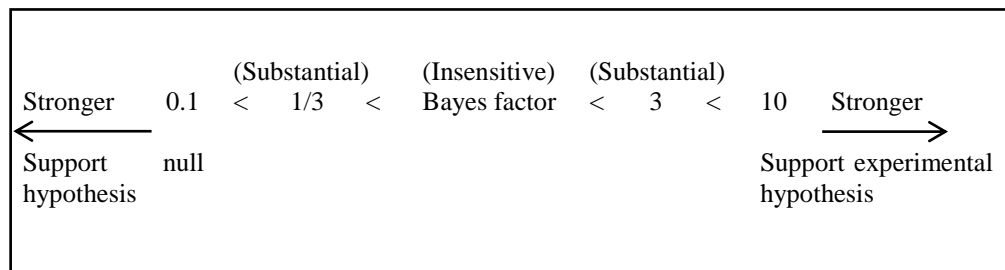 (Substantial) (Insensitive) (Substantial)
Stronger 0.1 < 1/3 < Bayes factor < 3 < 10 Stronger
Support null Support experimental
hypothesis hypothesis